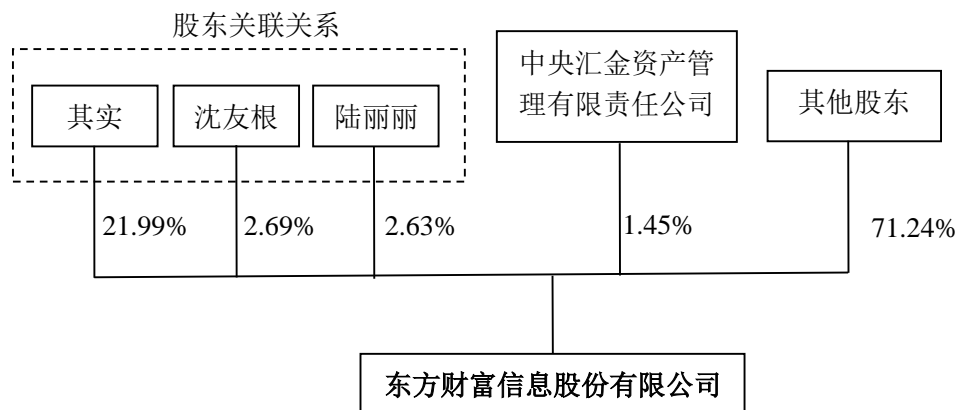 股东关联关系
其实
沈友根
陆丽丽
中央汇金资产管
理有限责任公司
其他股东
21.99%
2.69%
2.63%
1.45%
71.24%
东方财富信息股份有限公司